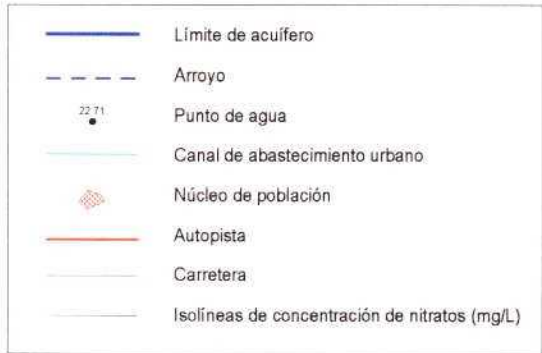 Límite de acuífero
Arroyo
22 71
Punto de agua
Canal de abastecimiento urbano
Núcleo de población
Autopista
Carretera
Isolíneas de concentración de nitratos (mg/L)